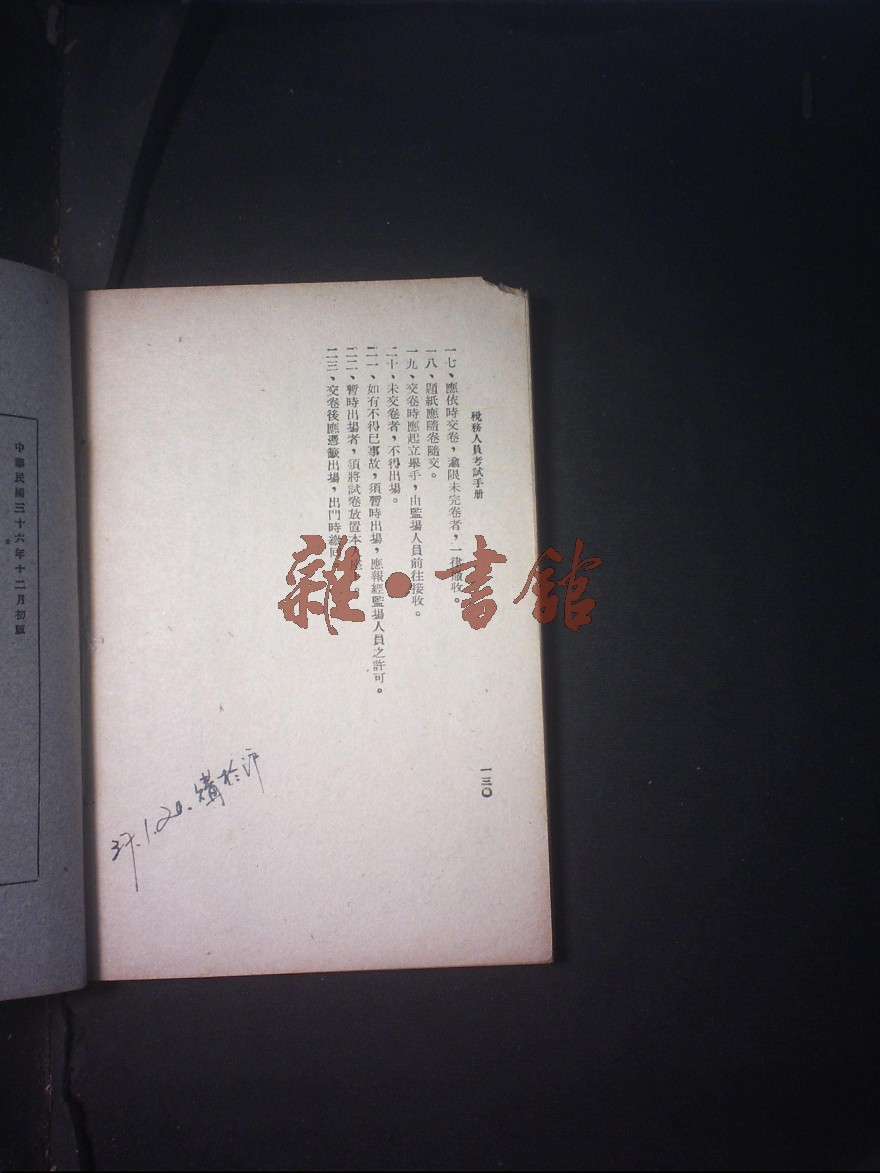 稅務人員考試手册
一三〇
一七、應依時交卷，逾限未完卷者，一律撤收。
一八、題紙應隨卷隨交。
一九、交卷時應起立舉手，由監場人員前往接收。
二十、未交卷者，不得出場。
二一、如有不得已事故，須暫時出場，應報經監場人員之許可。
二二、暫時出場者，須將試卷放置本
二三、交卷後應憑籤出場，出門時繳回
37.1.20.購於沪
中華民國三十六年十二月初版
雜·書館